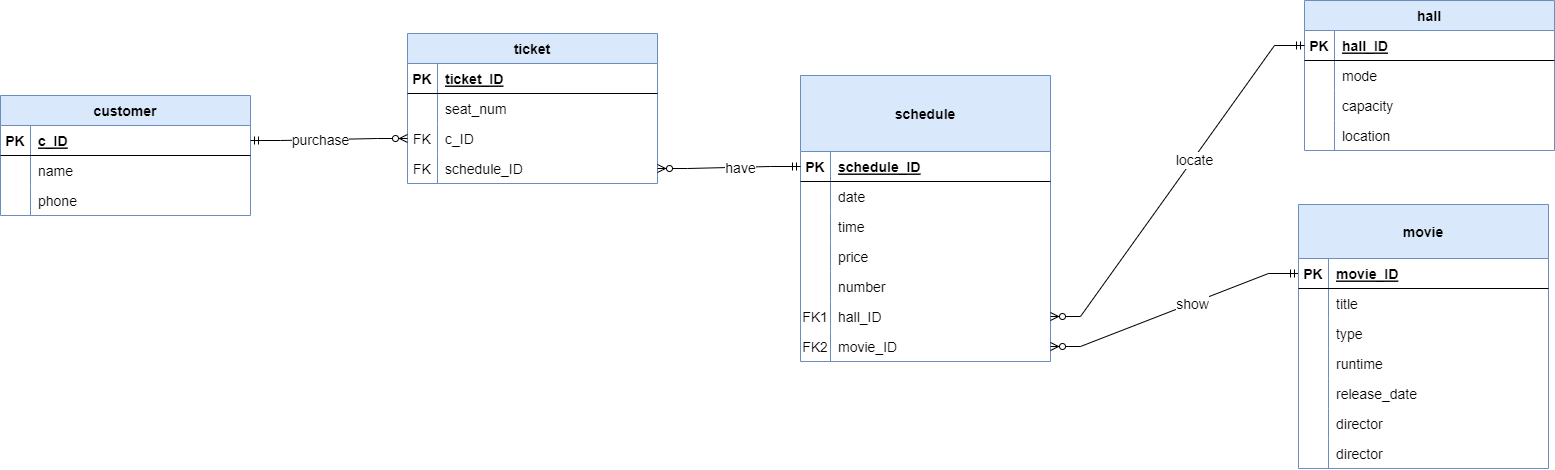 customer
PK c_ID
name
phone
purchase
ticket
PK ticket_ID
seat_num
FK c_ID
FK schedule_ID
have
schedule
PK schedule_ID
date
time
price
number
FK1 hall_ID
FK2 movie_ID
locate
show
hall
PK hall_ID
mode
capacity
location
movie
PK movie_ID
title
type
runtime
release_date
director
director